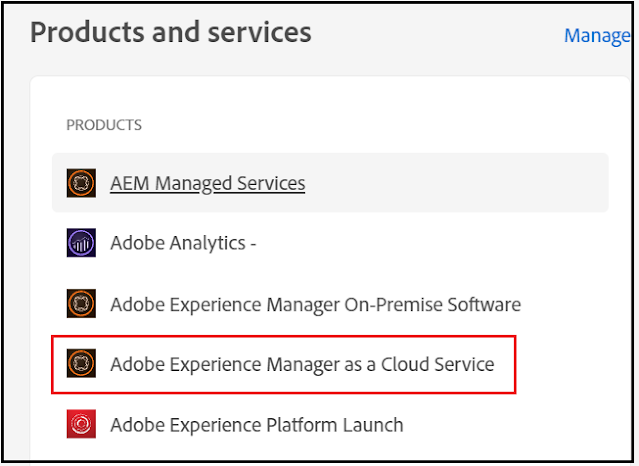 Products and services
Manage
PRODUCTS
AEM Managed Services
Adobe Analytics -
Adobe Experience Manager On-Premise Software
Adobe Experience Manager as a Cloud Service
Adobe Experience Platform Launch